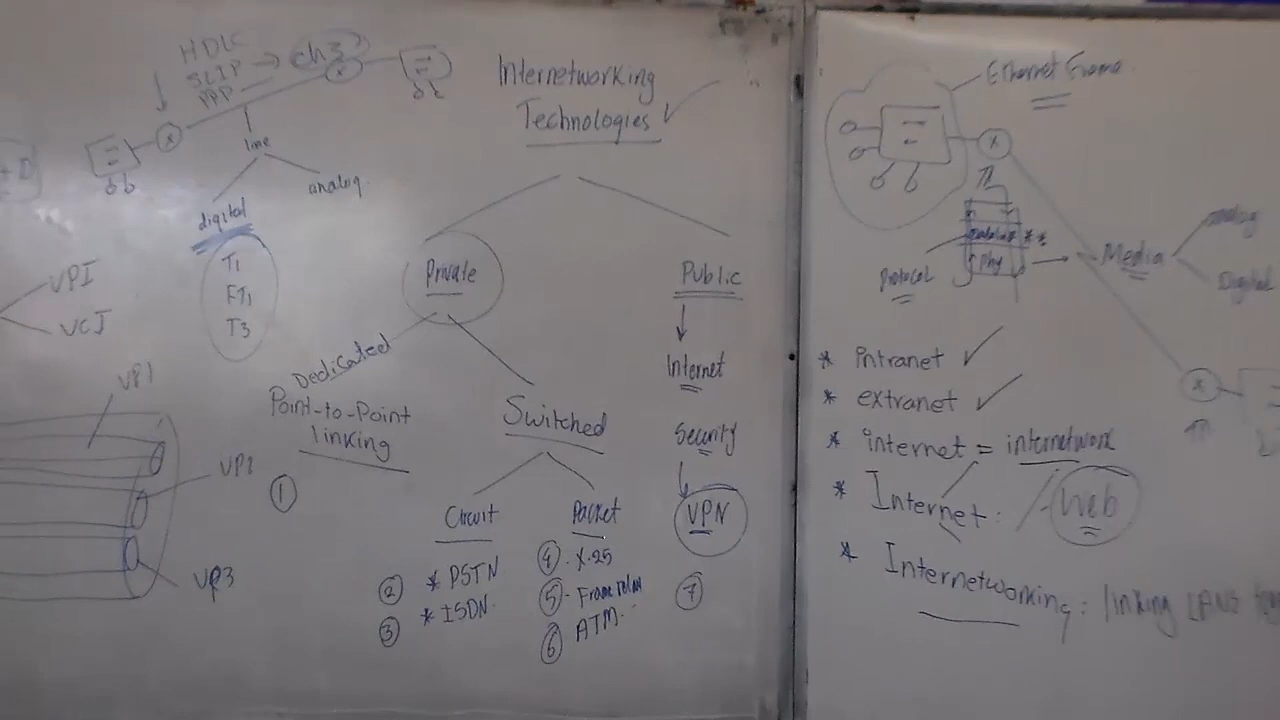 HDLC
SLIP → ch3
PPP
line
digital
analog
T1
FT1
T3
VPI
VCI
VP1
VP2
VP3
Internetworking
Technologies
Private
Public
Dedicated
Point-to-Point
linking
①
Switched
Circuit
② * PSTN
③ * ISDN
Packet
④ X.25
⑤ Frame relay
⑥ ATM
Internet
Security
VPN
⑦
Ethernet Frame
Protocol
Phy
Media
analog
Digital
* intranet
* extranet
* internet = internetwork
* Internet: Web
* Internetworking: linking LANs